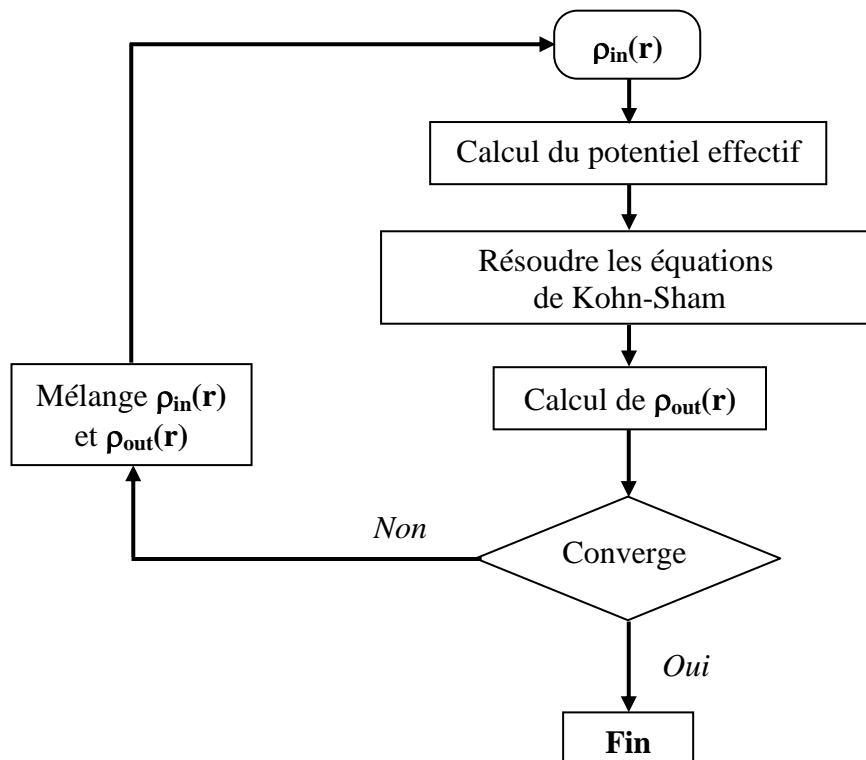 ρin(r)
Calcul du potentiel effectif
Résoudre les équations
de Kohn-Sham
Calcul de ρout(r)
Mélange ρin(r)
et ρout(r)
Non
Converge
Oui
Fin